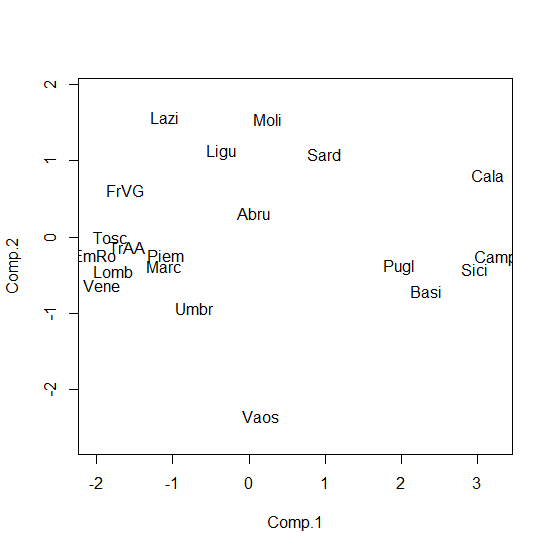 2
1
0
-1
-2
Comp.2
Lazi
Moli
Ligu
Sard
Cala
FrVG
Abru
Tosc
TrAA
EmRo
Piem
Camp
Lomb
Marc
Pugl
Sici
Vene
Basi
Umbr
Vaos
-2 -1 0 1 2 3
Comp.1